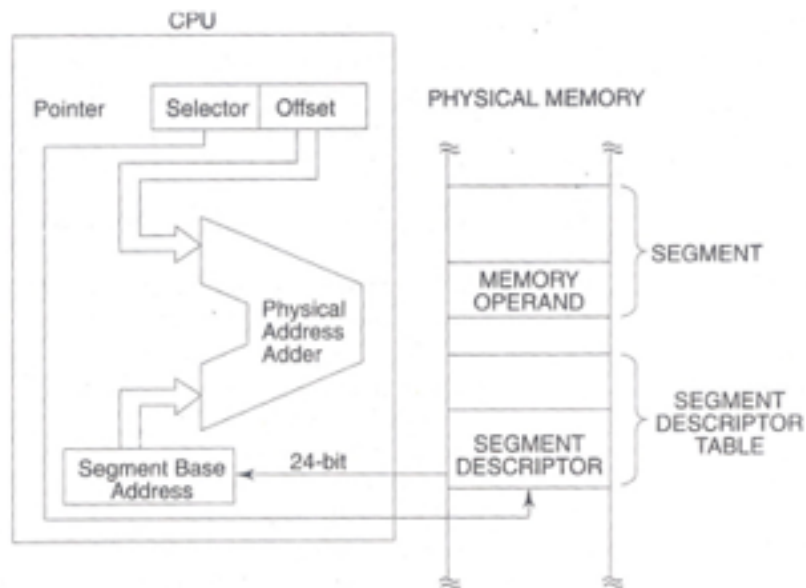 CPU
Pointer
Selector
Offset
PHYSICAL MEMORY
SEGMENT
MEMORY
OPERAND
Physical
Address
Adder
SEGMENT
DESCRIPTOR
TABLE
SEGMENT
DESCRIPTOR
24-bit
Segment Base
Address